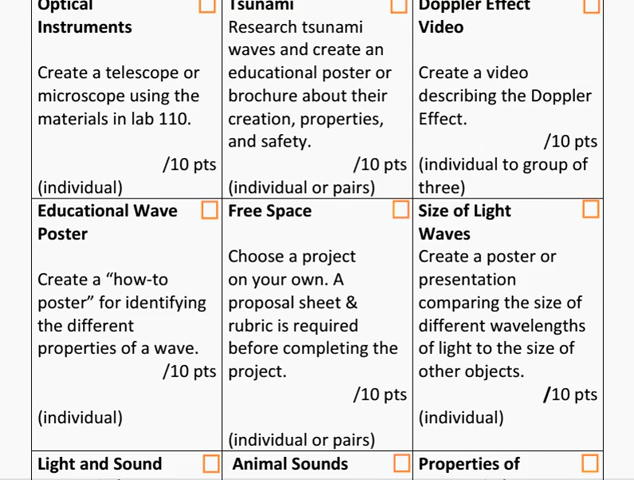 Optical
Instruments
Create a telescope or
microscope using the
materials in lab 110.
/10 pts
(individual)
Tsunami
Research tsunami
waves and create an
educational poster or
brochure about their
creation, properties,
and safety.
/10 pts
(individual or pairs)
Doppler Effect
Video
Create a video
describing the Doppler
Effect.
/10 pts
(individual to group of
three)
Educational Wave
Poster
Create a “how-to
poster” for identifying
the different
properties of a wave.
/10 pts
(individual)
Free Space
Choose a project
on your own. A
proposal sheet &
rubric is required
before completing the
project.
/10 pts
(individual or pairs)
Size of Light
Waves
Create a poster or
presentation
comparing the size of
different wavelengths
of light to the size of
other objects.
/10 pts
(individual)
Light and Sound
Animal Sounds
Properties of